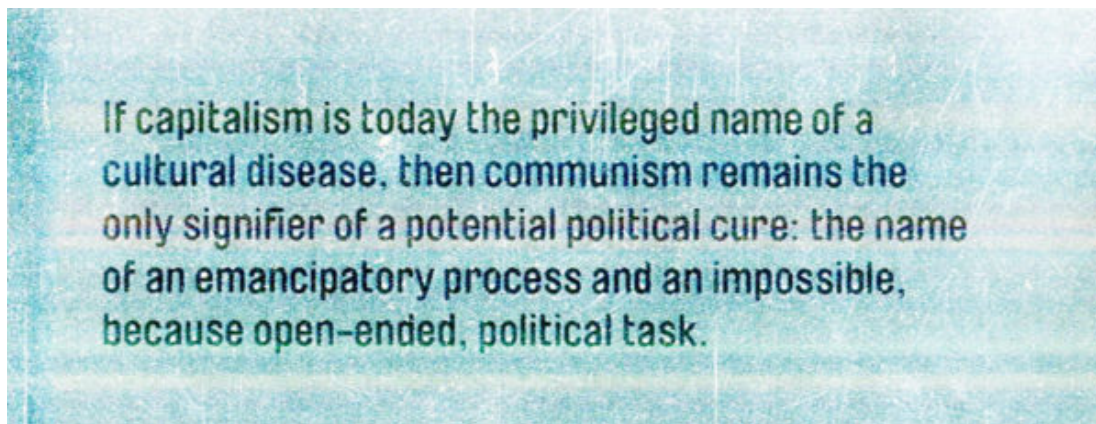 If capitalism is today the privileged name of a
cultural disease, then communism remains the
only signifier of a potential political cure: the name
of an emancipatory process and an impossible,
because open-ended, political task.